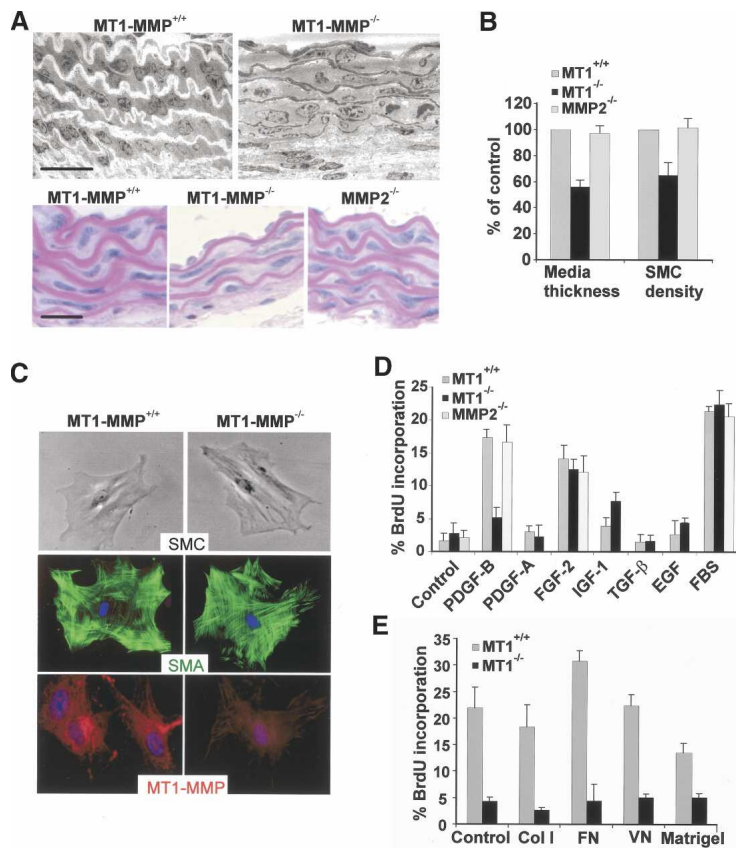 A
MT1-MMP+/+ MT1-MMP-/-
MT1-MMP+/+ MT1-MMP-/- MMP2-/-
B
MT1+/+
MT1-/-
MMP2-/-
% of control
120
100
80
60
40
20
0
Media thickness
SMC density
C
MT1-MMP+/+ MT1-MMP-/-
SMC
SMA
MT1-MMP
D
MT1+/+
MT1-/-
MMP2-/-
% BrdU incorporation
25
20
15
10
5
0
Control PDGF-B PDGF-A FGF-2 IGF-1 TGF-β EGF FBS
E
MT1+/+
MT1-/-
% BrdU incorporation
35
30
25
20
15
10
5
0
Control Col I FN VN Matrigel